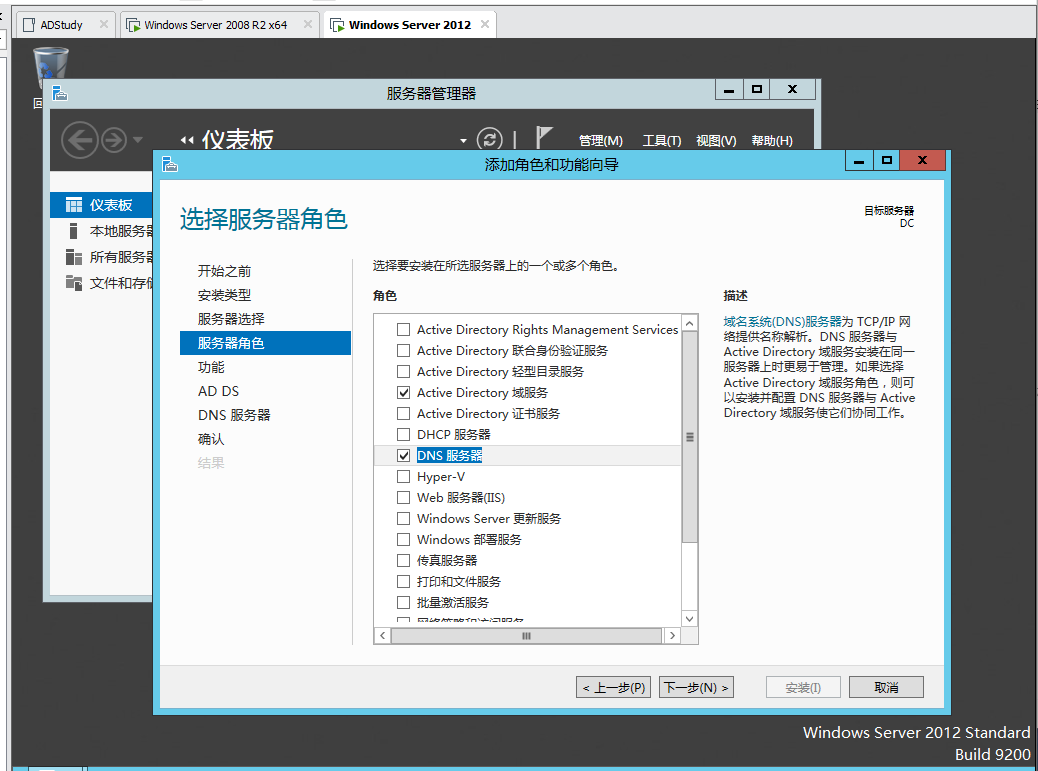 ADStudy
Windows Server 2008 R2 x64
Windows Server 2012
服务器管理器
仪表板
管理(M)
工具(T)
视图(V)
帮助(H)
添加角色和功能向导
仪表板
本地服务器
所有服务器
文件和存储
选择服务器角色
目标服务器
DC
开始之前
安装类型
服务器选择
服务器角色
功能
AD DS
DNS 服务器
确认
结果
选择要安装在所选服务器上的一个或多个角色。
角色
Active Directory Rights Management Services
Active Directory 联合身份验证服务
Active Directory 轻型目录服务
Active Directory 域服务
Active Directory 证书服务
DHCP 服务器
DNS 服务器
Hyper-V
Web 服务器(IIS)
Windows Server 更新服务
Windows 部署服务
传真服务器
打印和文件服务
批量激活服务
网络策略和访问服务
描述
域名系统(DNS)服务器为 TCP/IP 网
络提供名称解析。DNS 服务器与
Active Directory 域服务安装在同一
服务器上时更易于管理。如果选择
Active Directory 域服务角色，则可
以安装并配置 DNS 服务器与 Active
Directory 域服务使它们协同工作。
< 上一步(P)
下一步(N) >
安装(I)
取消
Windows Server 2012 Standard
Build 9200